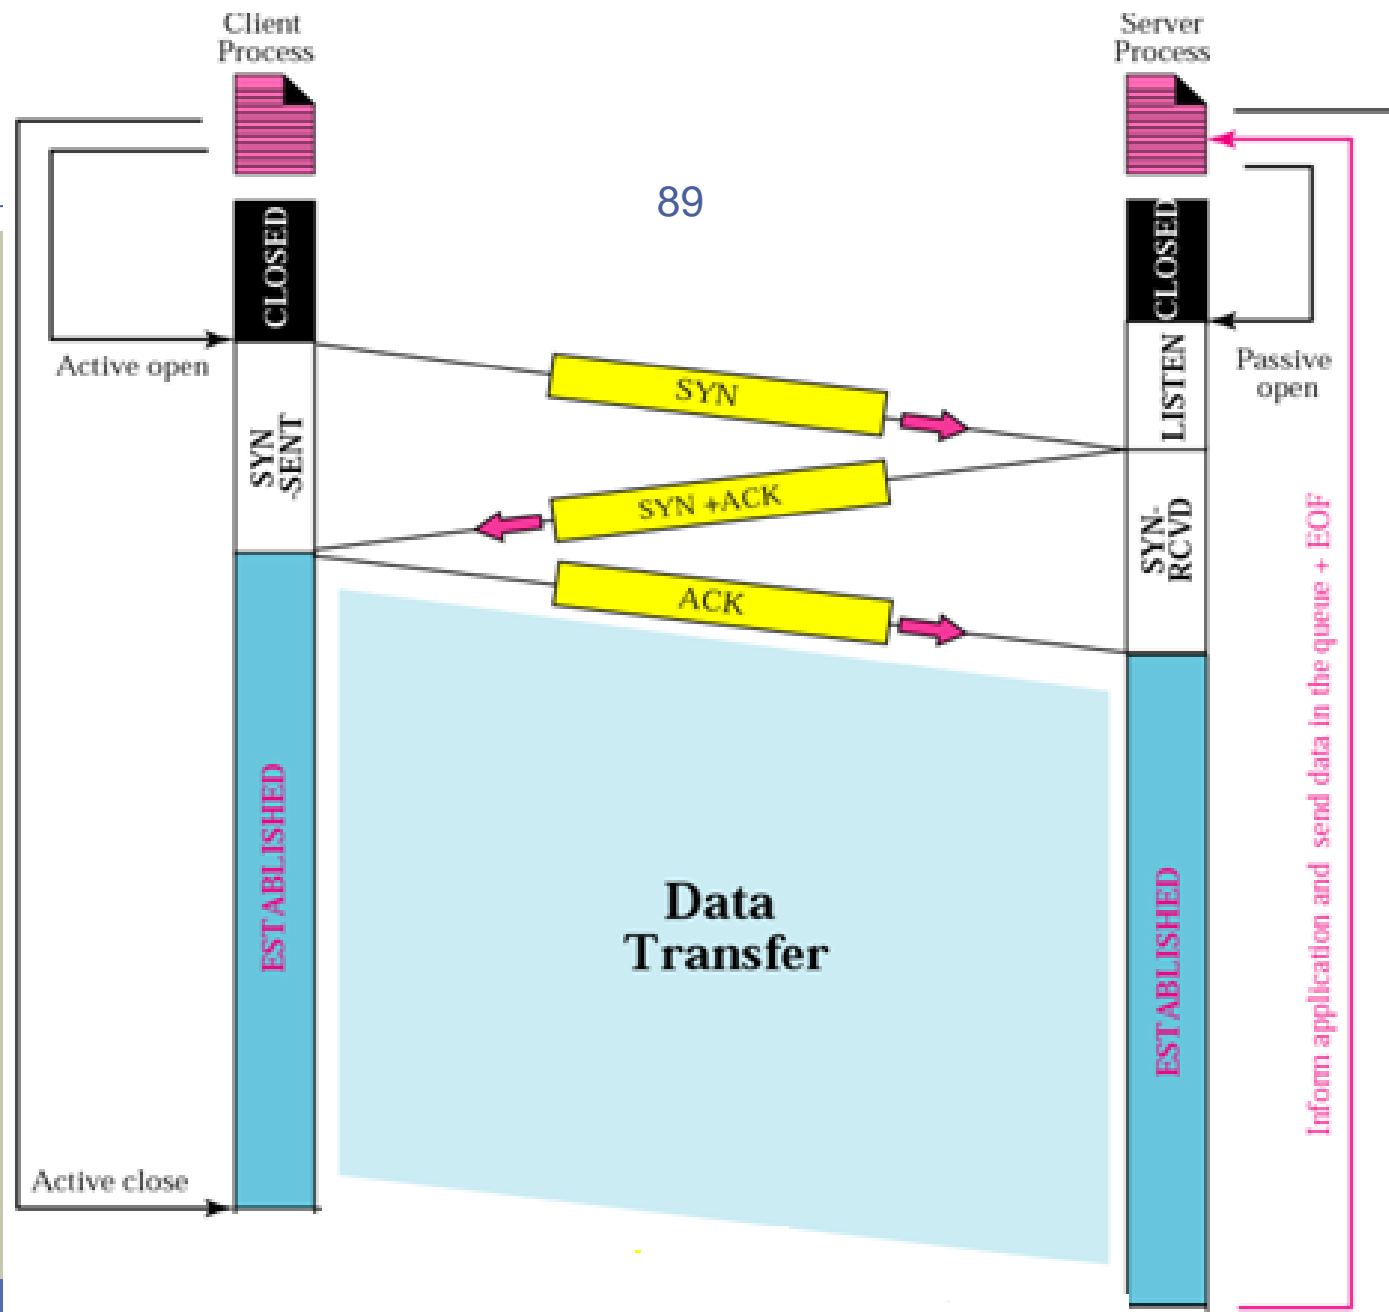 Client
Process
Server
Process
89
CLOSED
CLOSED
Active open
Passive
open
LISTEN
SYN
SYN
-SENT
SYN +ACK
SYN-
RCVD
ACK
Inform application and send data in the queue + EOF
ESTABLISHED
Data
Transfer
ESTABLISHED
Active close